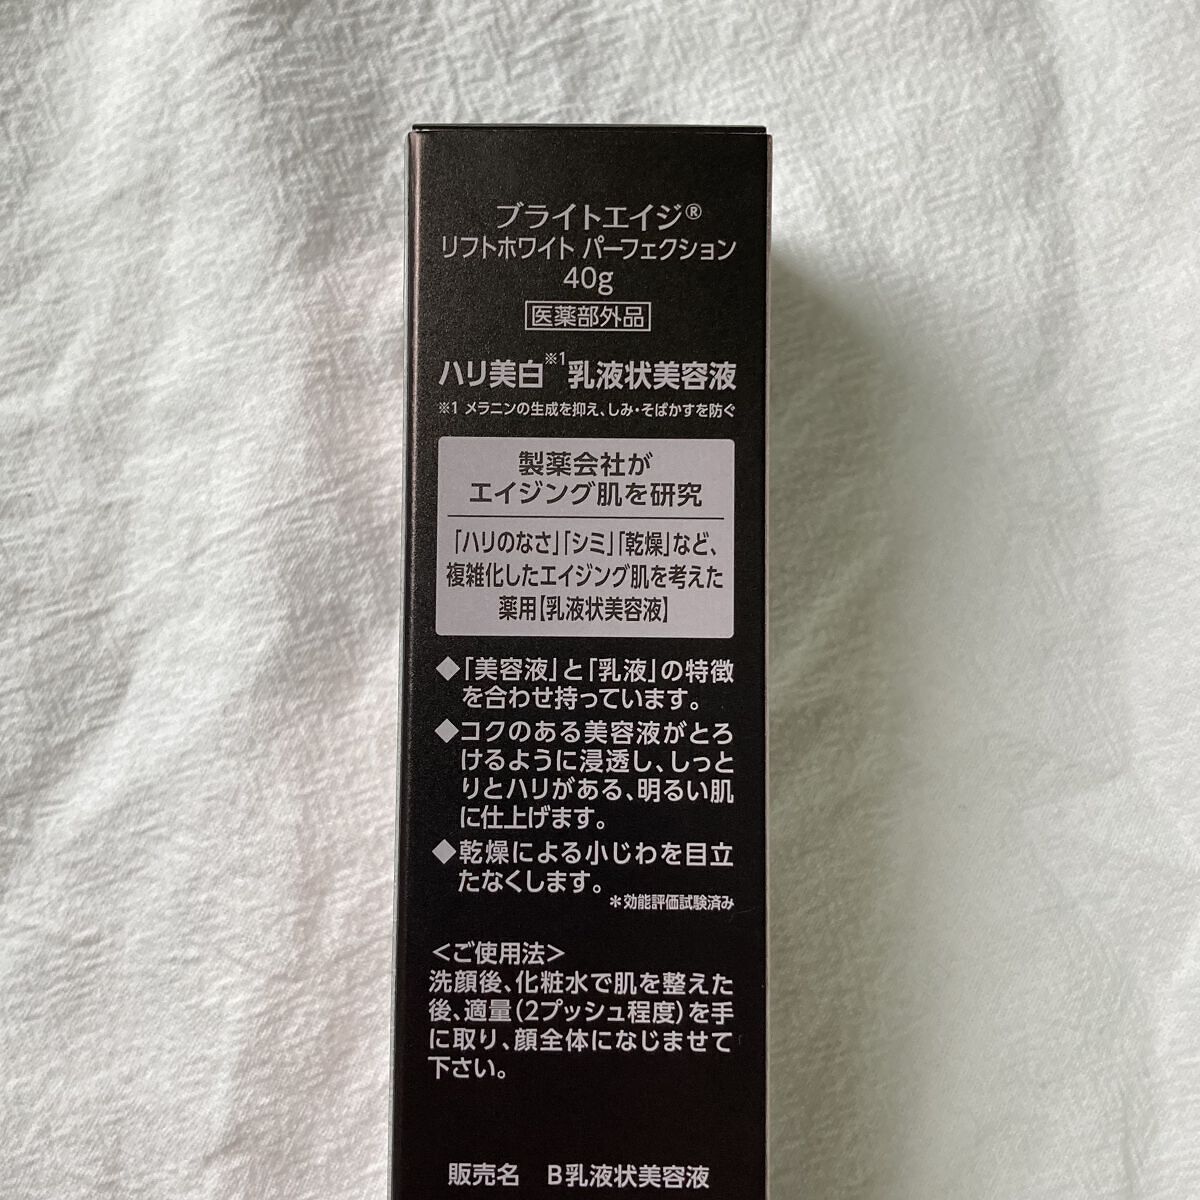 ブライトエイジ®
リフトホワイト パーフェクション
40g
医薬部外品
ハリ美白※1乳液状美容液
※1 メラニンの生成を抑え、しみ・そばかすを防ぐ
製薬会社が
エイジング肌を研究
「ハリのなさ」「シミ」「乾燥」など、
複雑化したエイジング肌を考えた
薬用【乳液状美容液】
◆「美容液」と「乳液」の特徴
を合わせ持っています。
◆コクのある美容液がとろ
けるように浸透し、しっと
りとハリがある、明るい肌
に仕上げます。
◆乾燥による小じわを目立
たなくします。
＊効能評価試験済み
＜ご使用法＞
洗顔後、化粧水で肌を整えた
後、適量(2プッシュ程度)を手
に取り、顔全体になじませて
下さい。
販売名 B乳液状美容液